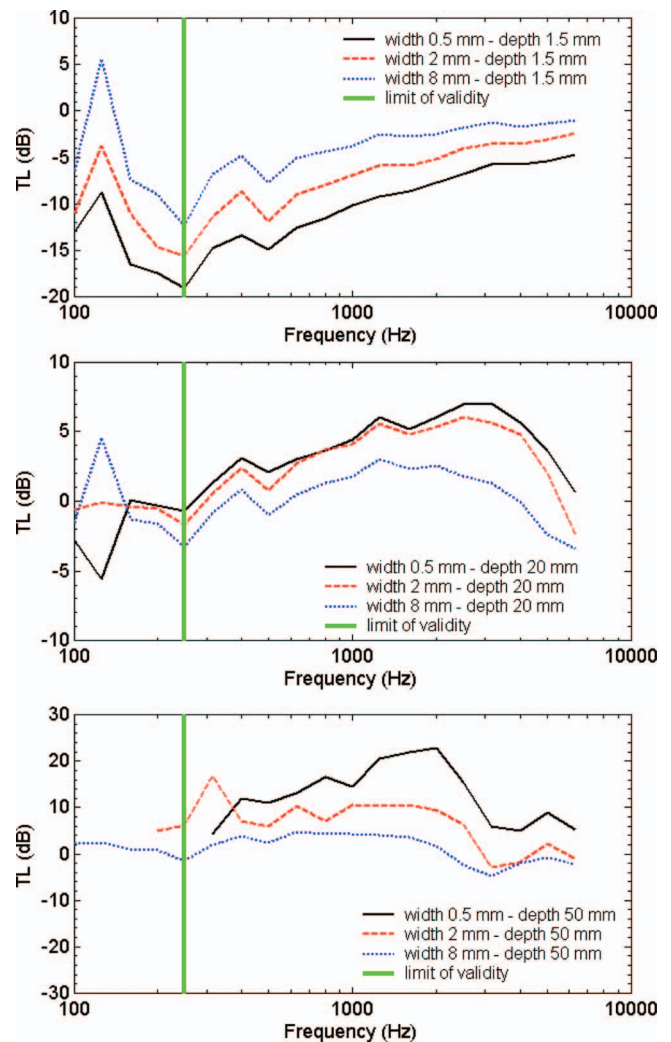 10
5
0
-5
-10
-15
-20
TL (dB)
width 0.5 mm - depth 1.5 mm
width 2 mm - depth 1.5 mm
width 8 mm - depth 1.5 mm
limit of validity
100
1000
10000
Frequency (Hz)
10
5
0
-5
-10
TL (dB)
width 0.5 mm - depth 20 mm
width 2 mm - depth 20 mm
width 8 mm - depth 20 mm
limit of validity
100
1000
10000
Frequency (Hz)
30
20
10
0
-10
-20
-30
TL (dB)
width 0.5 mm - depth 50 mm
width 2 mm - depth 50 mm
width 8 mm - depth 50 mm
limit of validity
100
1000
10000
Frequency (Hz)